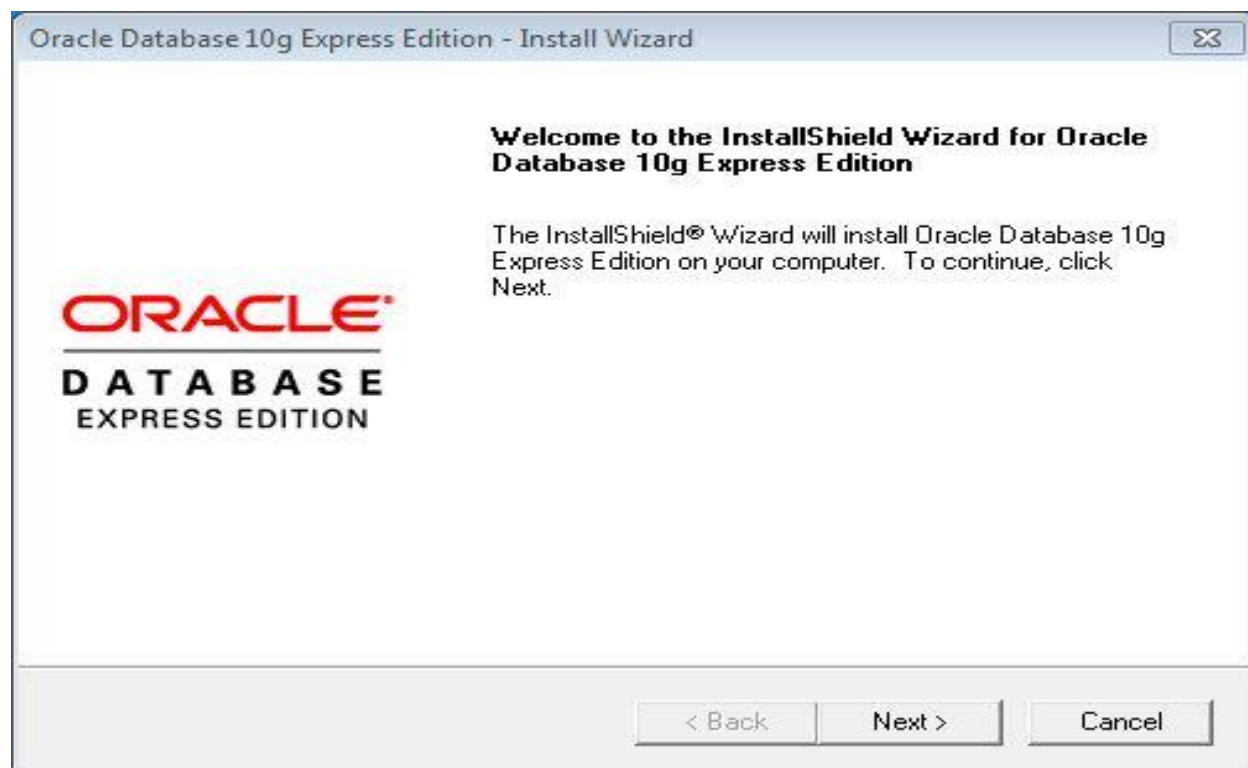 Oracle Database 10g Express Edition - Install Wizard
Welcome to the InstallShield Wizard for Oracle
Database 10g Express Edition
The InstallShield® Wizard will install Oracle Database 10g
Express Edition on your computer. To continue, click
Next.
ORACLE®
DATABASE
EXPRESS EDITION
< Back
Next >
Cancel